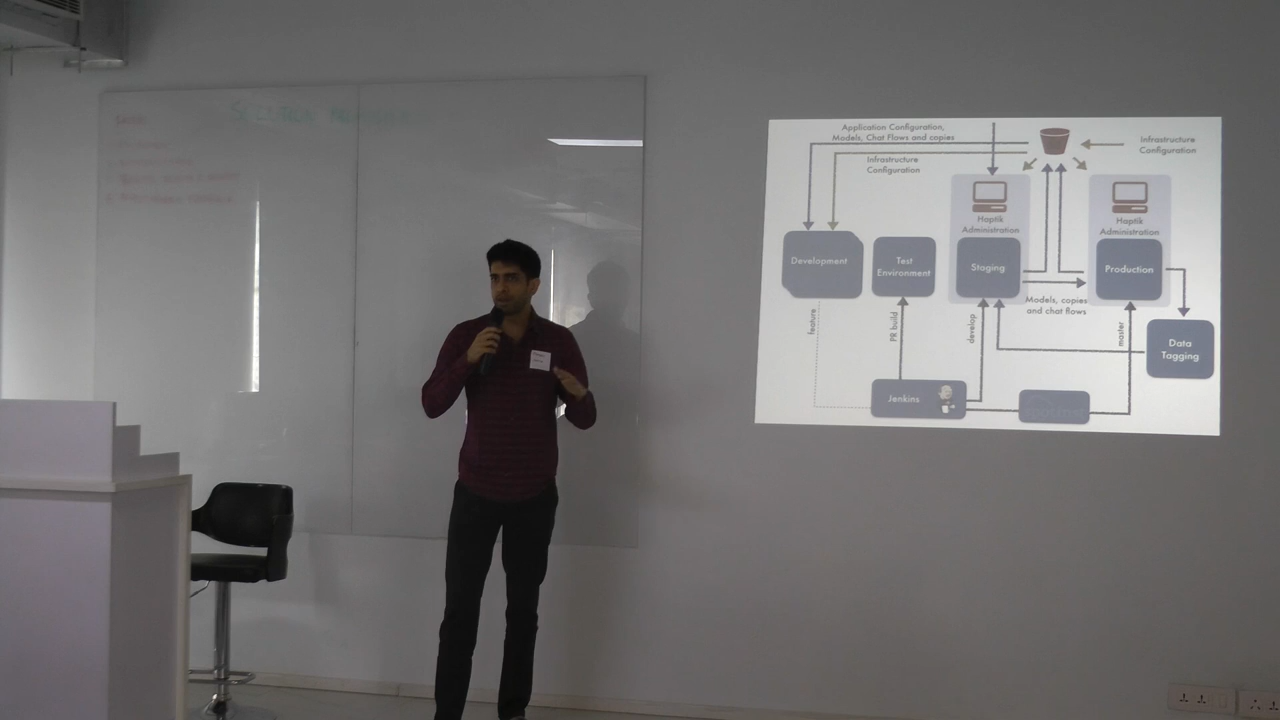 SECTION
Application Configuration,
Models, Chat Flows and copies
Infrastructure
Configuration
Infrastructure
Configuration
Haptik
Administration
Haptik
Administration
Development
Test
Environment
Staging
Production
Models, copies
and chat flows
feature
PR build
develop
master
Data
Tagging
Jenkins